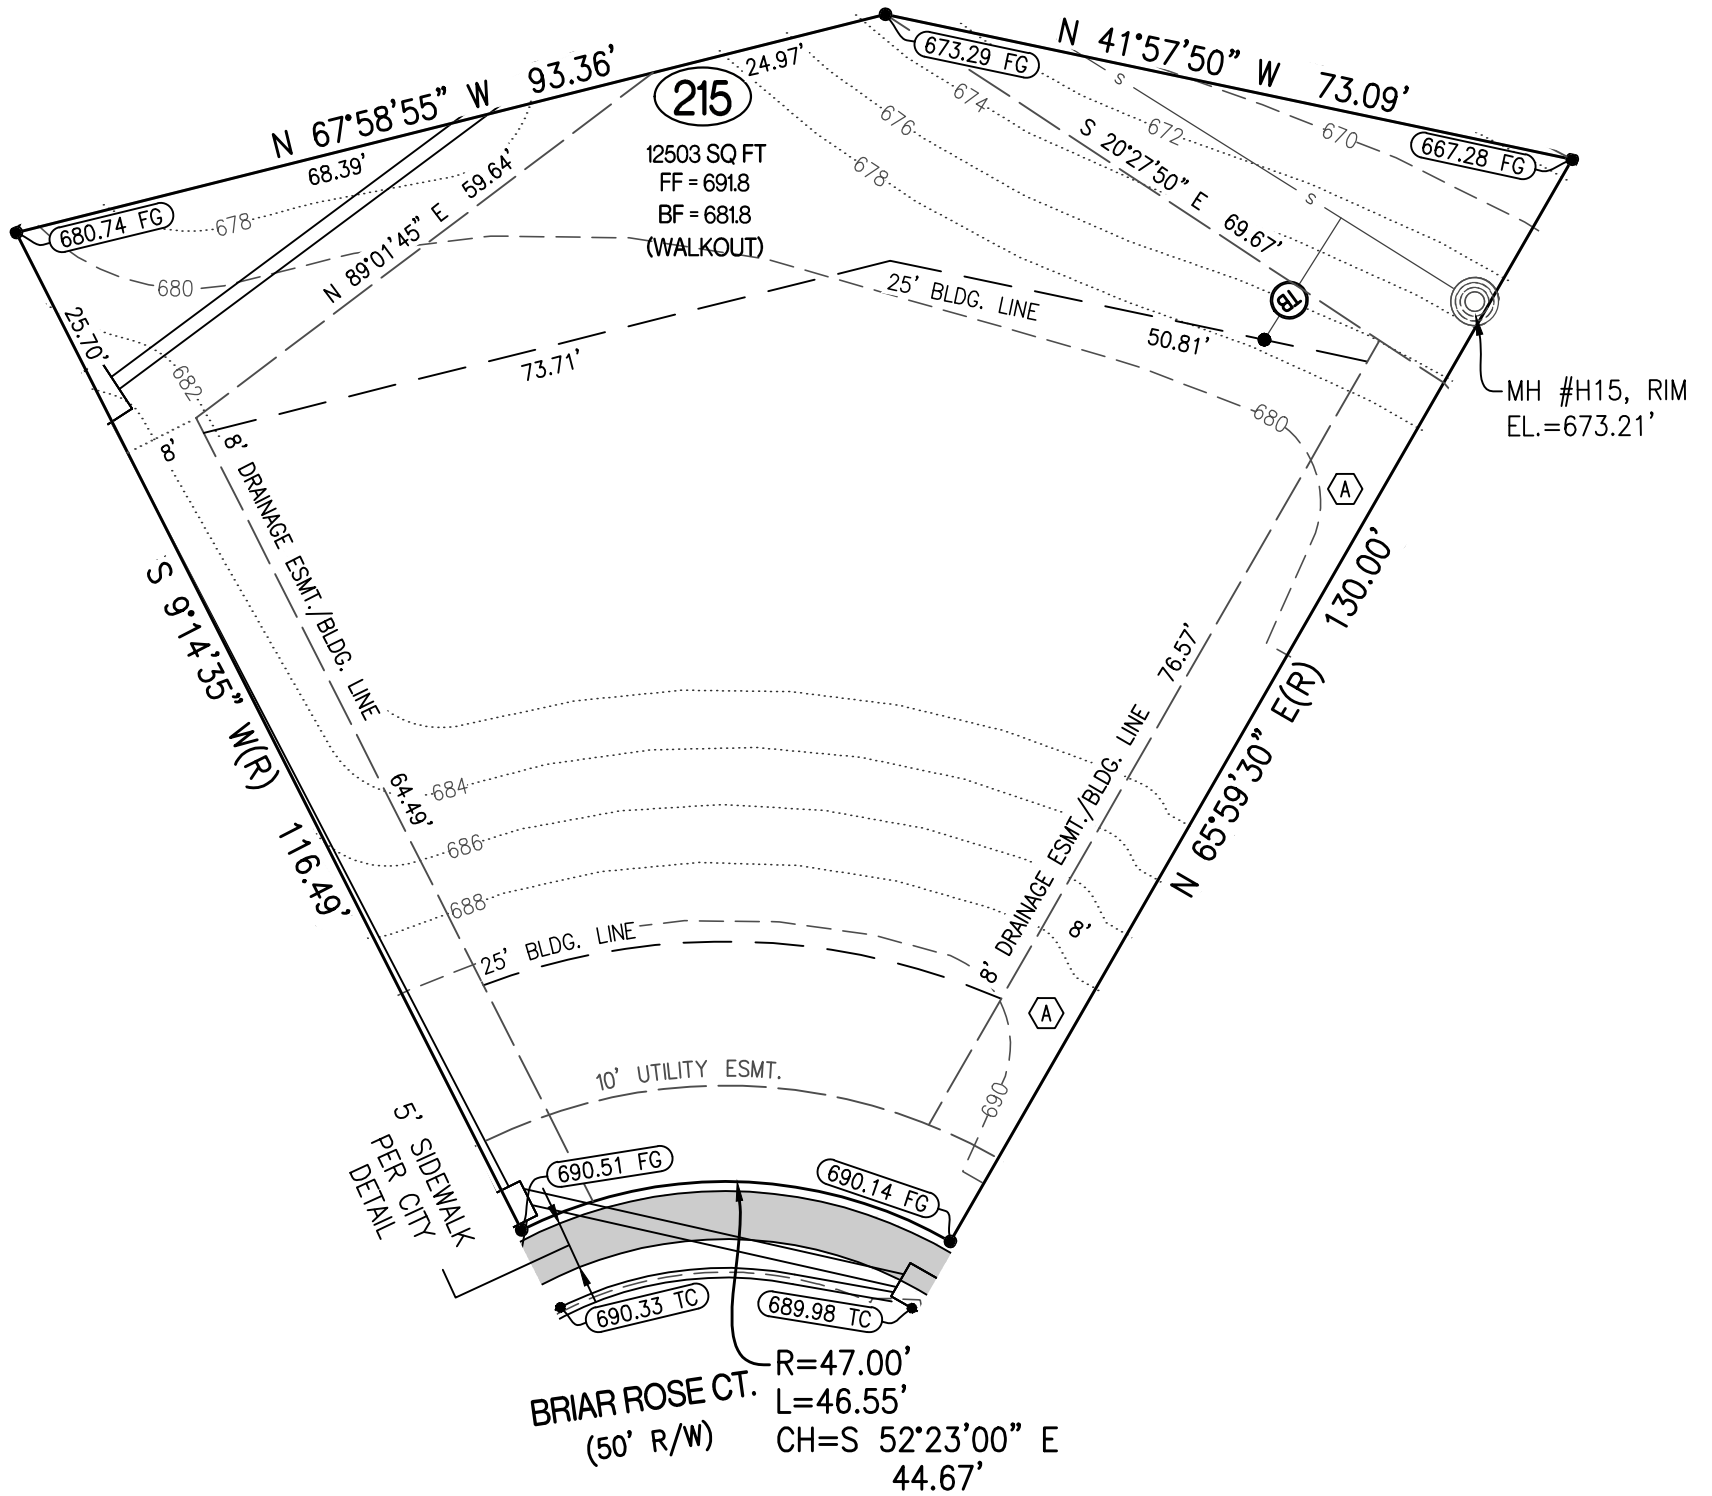 N 67°58'55" W 93.36'
68.39'
24.97'
215
12503 SQ FT
FF = 691.8
BF = 681.8
(WALKOUT)
N 41°57'50" W 73.09'
673.29 FG
667.28 FG
680.74 FG
674
672
670
676
678
678
680
682
s
s
S 20°27'50" E 69.67'
N 89°01'45" E 59.64'
25.70'
8'
73.71'
25' BLDG. LINE
50.81'
TB
MH #H15, RIM
EL.=673.21'
680
A
8' DRAINAGE ESMT./BLDG. LINE
64.49'
S 9°14'35" W(R) 116.49'
N 65°59'30" E(R) 130.00'
8' DRAINAGE ESMT./BLDG. LINE 76.57'
684
686
688
8'
25' BLDG. LINE
A
690
10' UTILITY ESMT.
5' SIDEWALK
PER CITY
DETAIL
690.51 FG
690.14 FG
690.33 TC
689.98 TC
BRIAR ROSE CT.
(50' R/W)
R=47.00'
L=46.55'
CH=S 52°23'00" E
44.67'